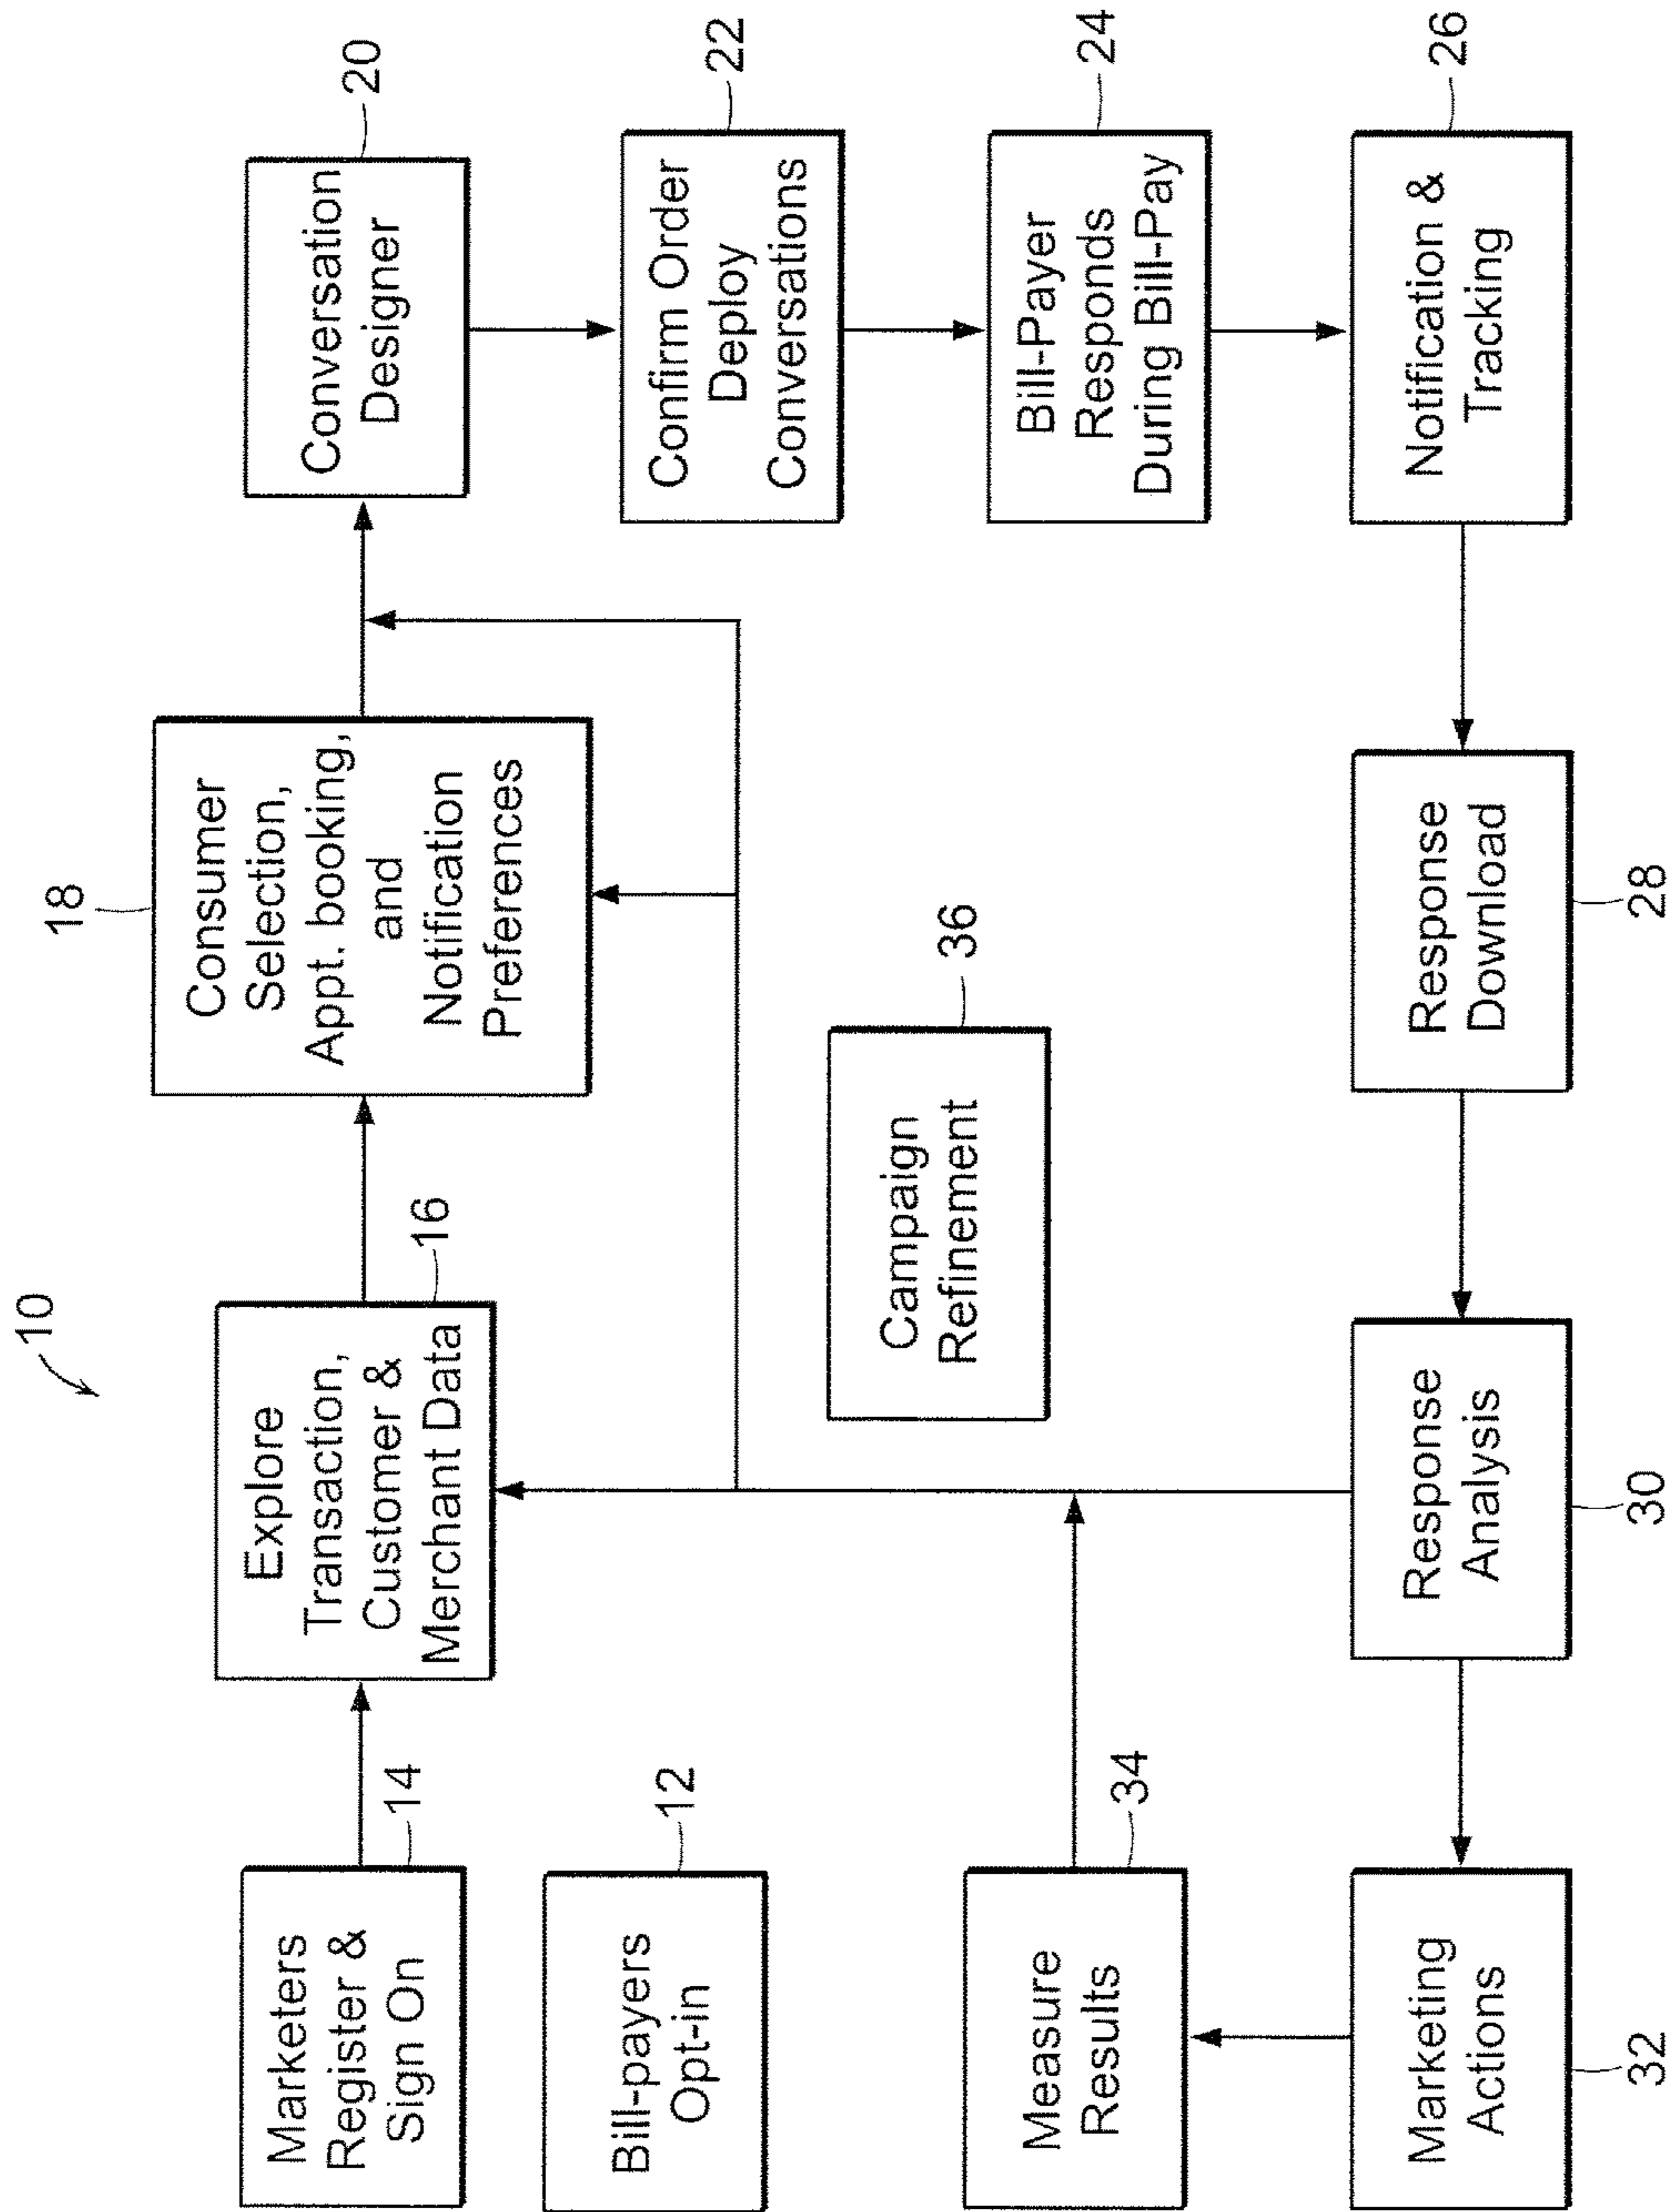 10
Marketers
Register &
Sign On
14
Explore
Transaction,
Customer &
Merchant Data
16
Consumer
Selection,
Appt. booking,
and
Notification
Preferences
18
Conversation
Designer
20
Bill-payers
Opt-in
12
Confirm Order
Deploy
Conversations
22
Campaign
Refinement
36
Measure
Results
34
Bill-Payer
Responds
During Bill-Pay
24
Marketing
Actions
32
Response
Analysis
30
Response
Download
28
Notification &
Tracking
26